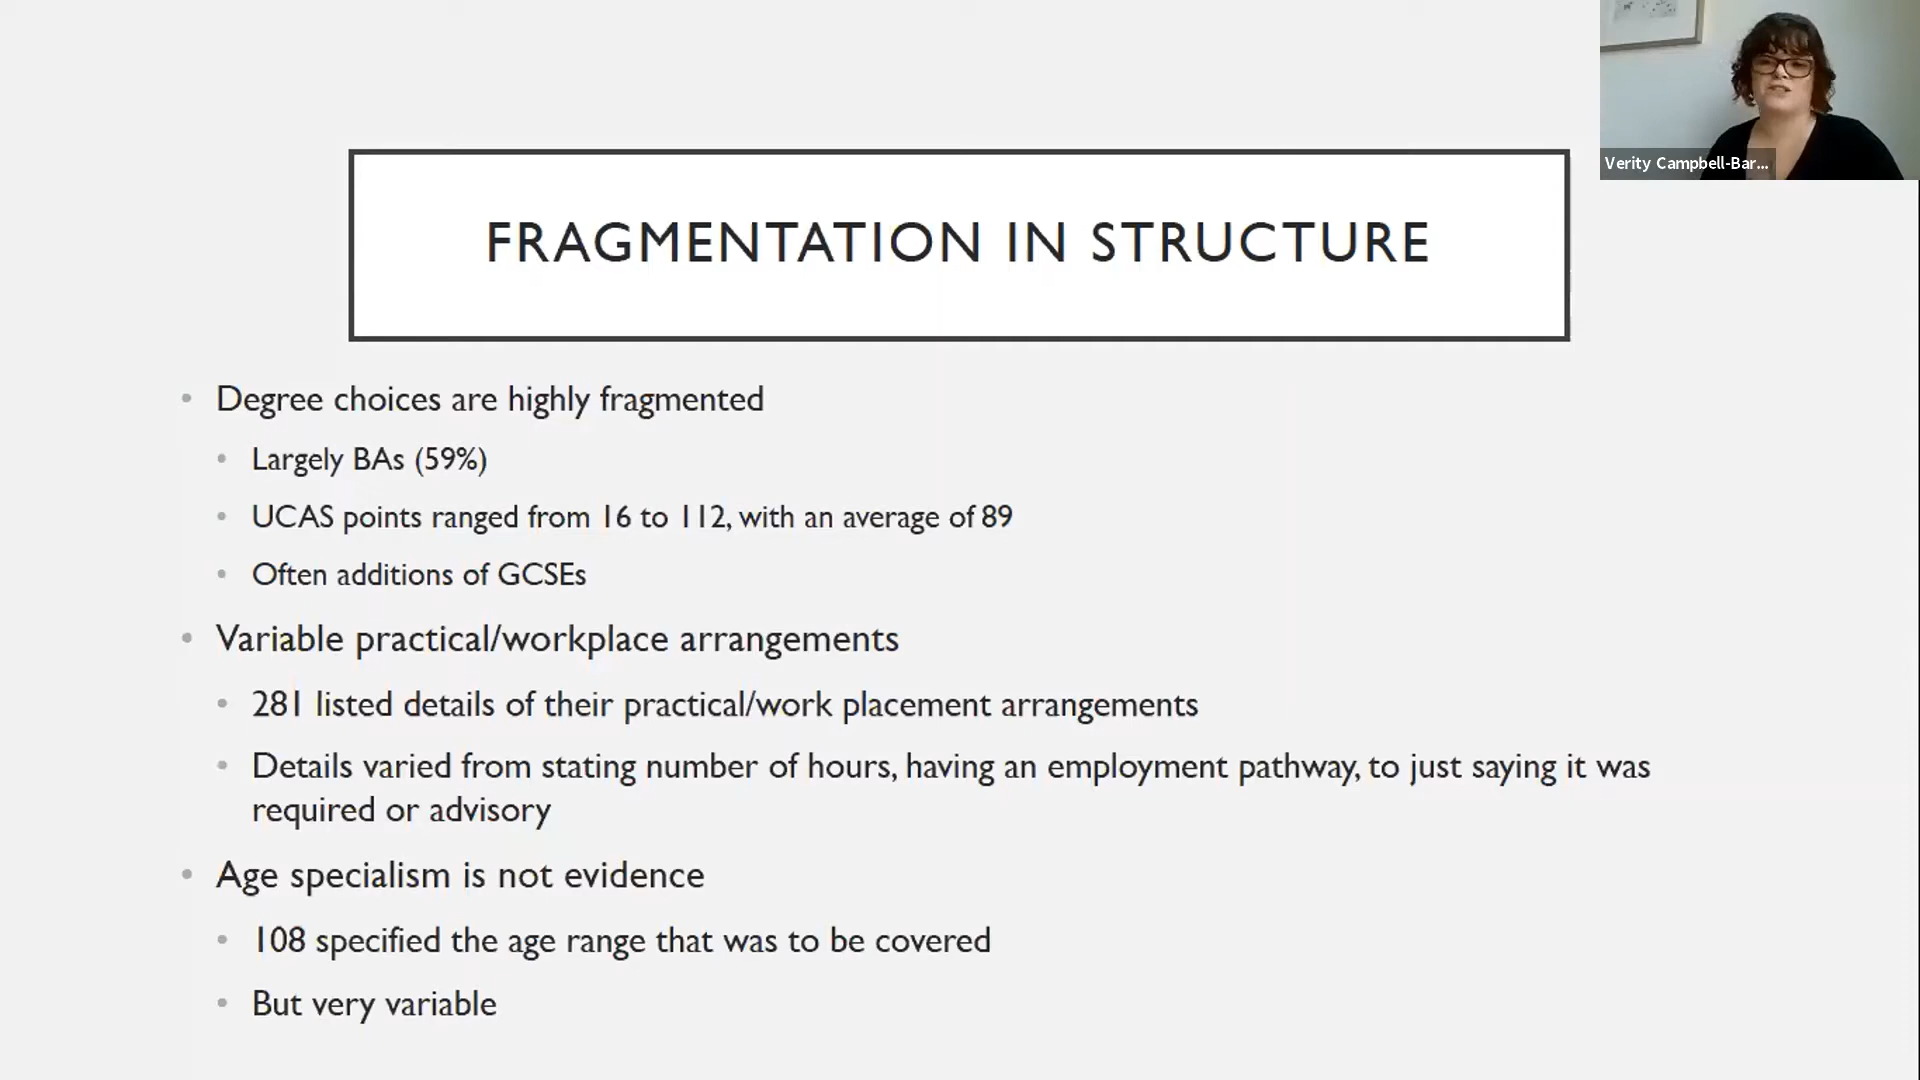 Verity Campbell-Bar...
FRAGMENTATION IN STRUCTURE
• Degree choices are highly fragmented
• Largely BAs (59%)
• UCAS points ranged from 16 to 112, with an average of 89
• Often additions of GCSEs
• Variable practical/workplace arrangements
• 281 listed details of their practical/work placement arrangements
• Details varied from stating number of hours, having an employment pathway, to just saying it was
required or advisory
• Age specialism is not evidence
• 108 specified the age range that was to be covered
• But very variable